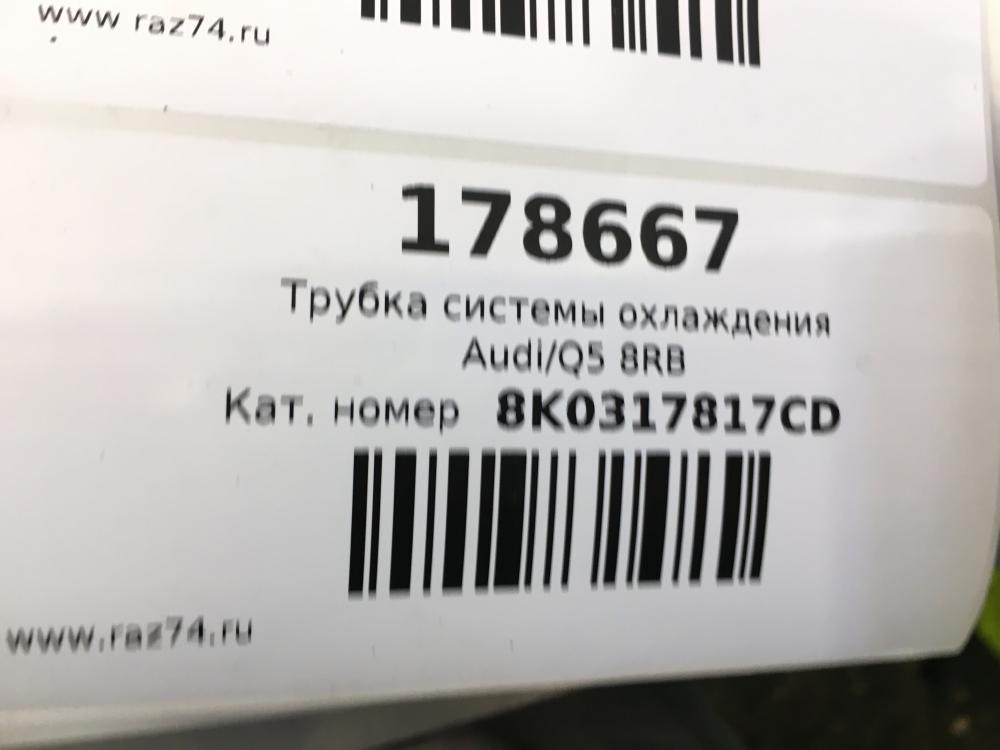 www raz74.ru
178667
Трубка системы охлаждения
Audi/Q5 8RB
Кат. номер 8K0317817CD
www.raz74.ru